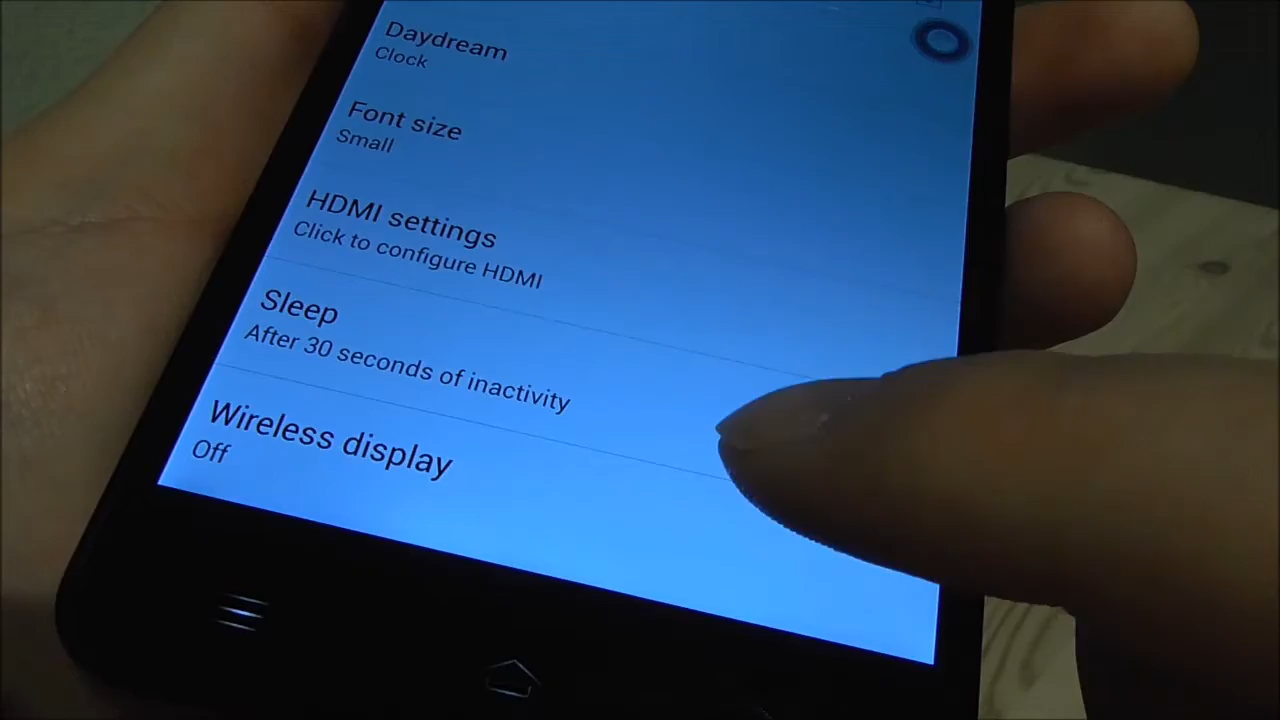 Daydream
Clock
Font size
Small
HDMI settings
Click to configure HDMI
Sleep
After 30 seconds of inactivity
Wireless display
Off